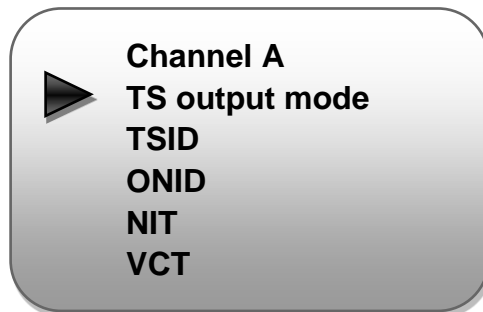 Channel A
TS output mode
TSID
ONID
NIT
VCT